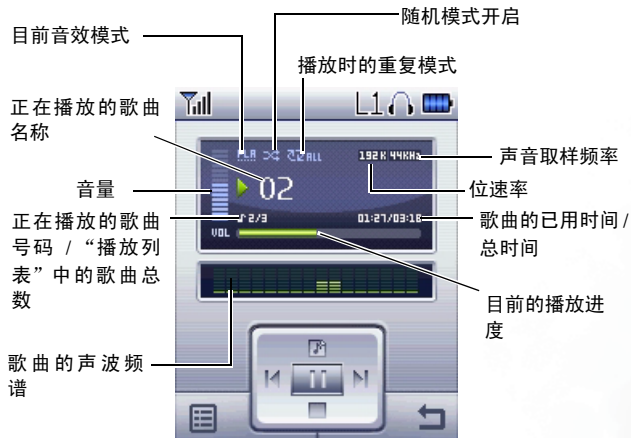 随机模式开启
目前音效模式
播放时的重复模式
正在播放的歌曲
名称
L1
ALL
192K 44KHz
声音取样频率
02
音量
位速率
正在播放的歌曲
号码 / “播放列
表”中的歌曲总
数
2/3
01:27/03:18
歌曲的已用时间/
总时间
VOL
目前的播放进
度
歌曲的声波频
谱